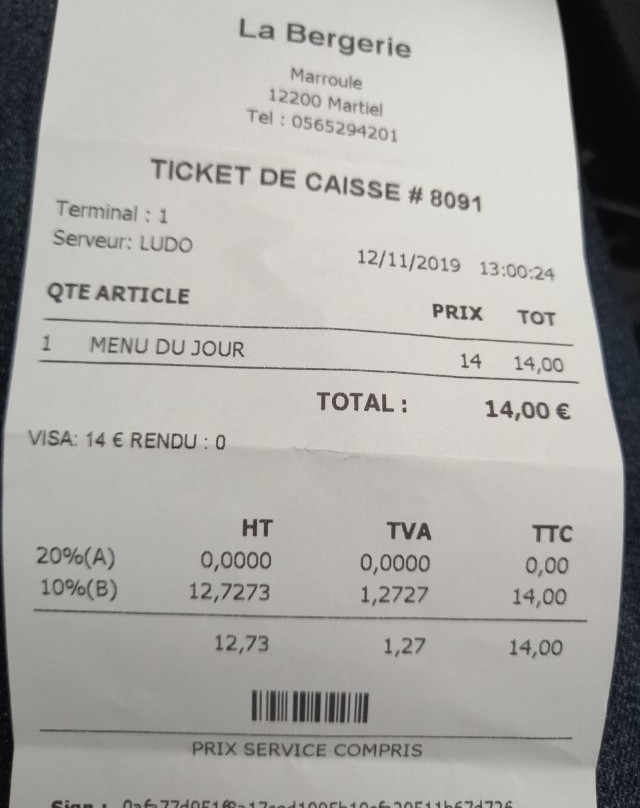 La Bergerie
Marroule
12200 Martiel
Tel : 0565294201
TICKET DE CAISSE # 8091
Terminal : 1
Serveur: LUDO
12/11/2019 13:00:24
QTE ARTICLE PRIX TOT
1 MENU DU JOUR 14 14,00
TOTAL : 14,00 €
VISA: 14 € RENDU : 0
HT TVA TTC
20%(A) 0,0000 0,0000 0,00
10%(B) 12,7273 1,2727 14,00
12,73 1,27 14,00
PRIX SERVICE COMPRIS
Sign :